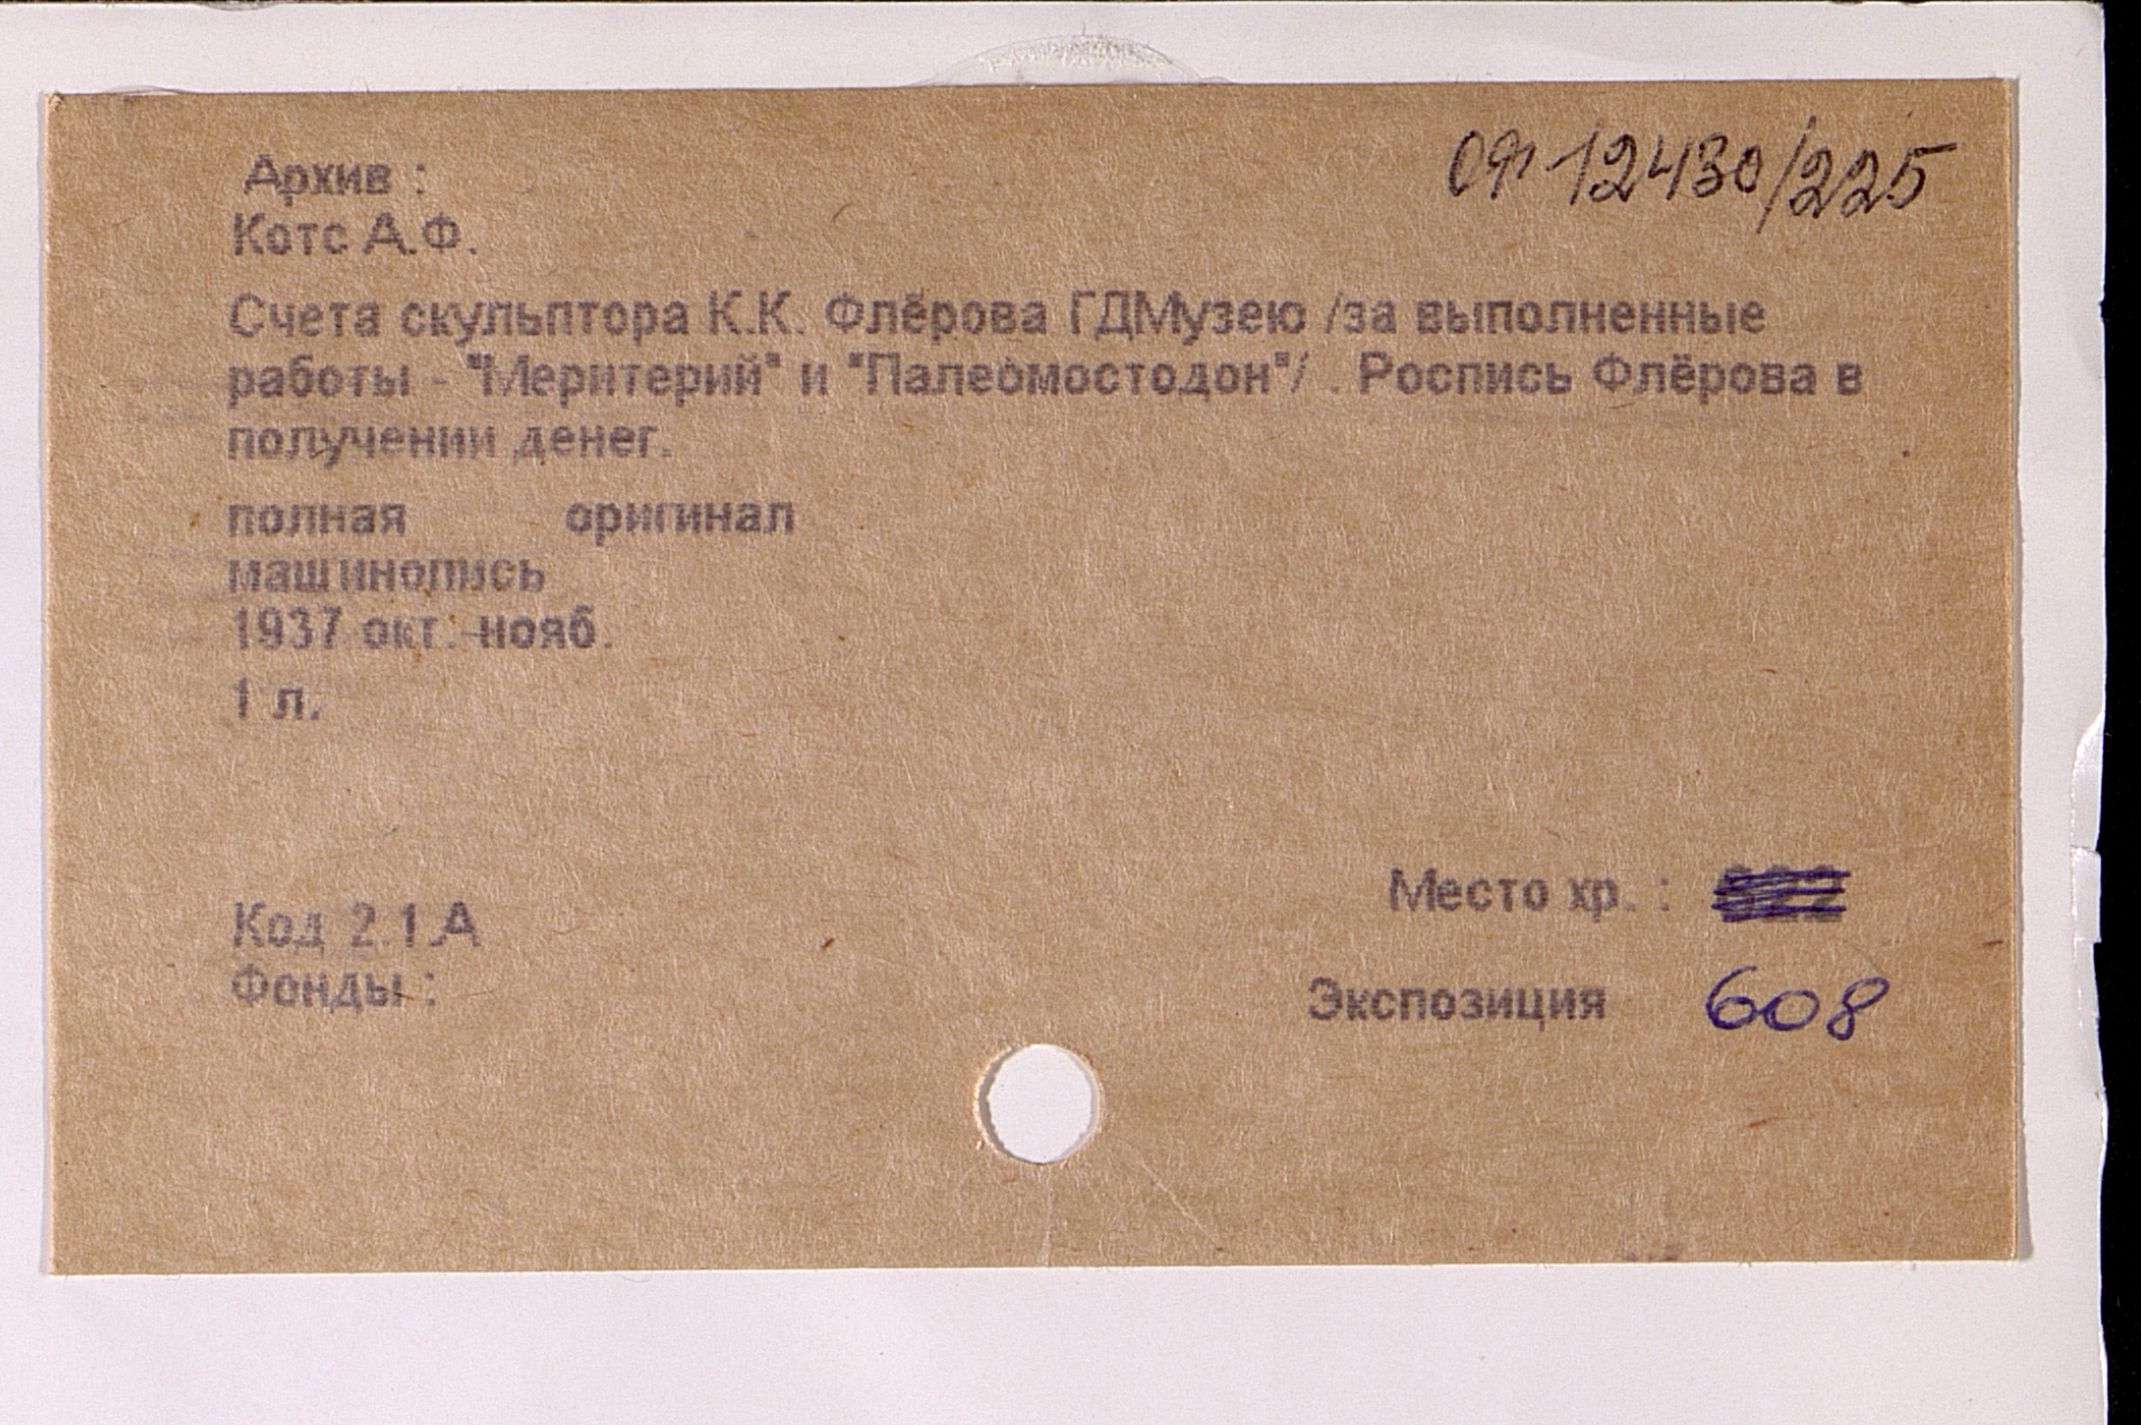 ОФ 12430/225
Архив :
Котс А.Ф.
Счета скульптора К.К. Флёрова ГДМузею /за выполненные
работы - "Меритерий" и "Палеомостодон"/ . Роспись Флёрова в
получении денег.
полная оригинал
машинопись
1937 окт.-нояб.
1 л.
Место хр. :
Код 2.1.А
Фонды :
Экспозиция 608